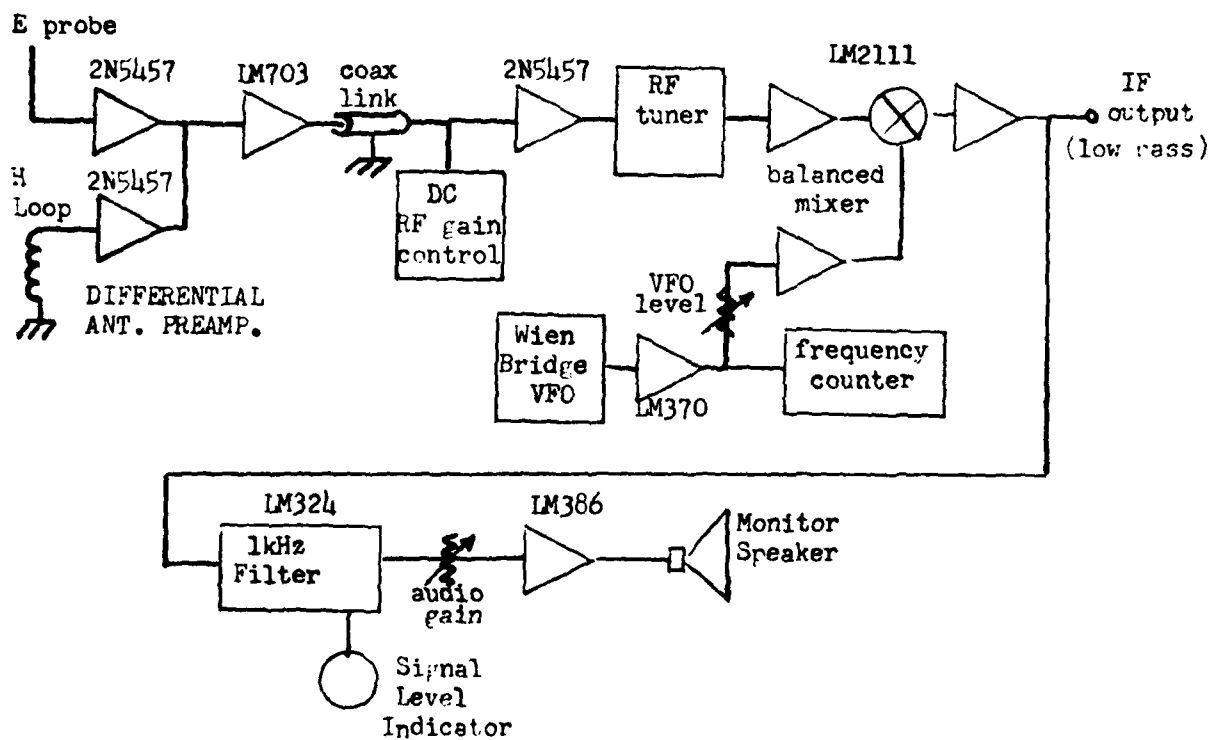 E probe
2N5457
LM703
coax
link
2N5457
RF
tuner
LM2111
IF
output
(low pass)
H
Loop
2N5457
DC
RF gain
control
balanced
mixer
DIFFERENTIAL
ANT. PREAMP.
VFO
level
Wien
Bridge
VFO
LM370
frequency
counter
LM324
1kHz
Filter
audio
gain
LM386
Monitor
Speaker
Signal
Level
Indicator